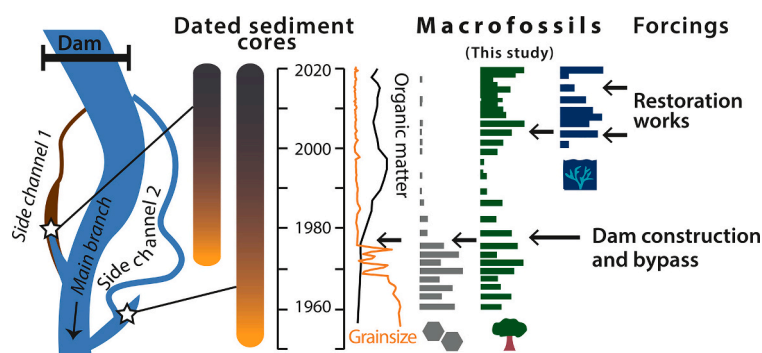 Dam
Side channel 1
Main branch
Side channel 2
Dated sediment
cores
2020
2000
1980
1960
Organic matter
Grainsize
Macrofossils
(This study)
Forcings
Restoration
works
Dam construction
and bypass